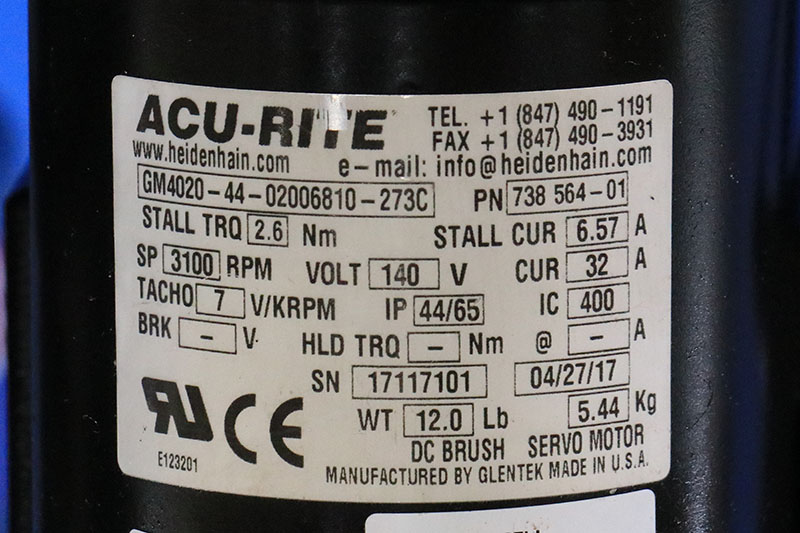 ACU-RITE TEL. +1 (847) 490-1191
FAX +1 (847) 490-3931
www.heidenhain.com e-mail: info@heidenhain.com
GM4020-44-02006810-273C PN 738 564-01
STALL TRQ 2.6 Nm STALL CUR 6.57 A
SP 3100 RPM VOLT 140 V CUR 32 A
TACHO 7 V/KRPM IP 44/65 IC 400
BRK - V HLD TRQ - Nm @ - A
SN 17117101 04/27/17
WT 12.0 Lb 5.44 Kg
RU CE DC BRUSH SERVO MOTOR
E123201 MANUFACTURED BY GLENTEK MADE IN U.S.A.